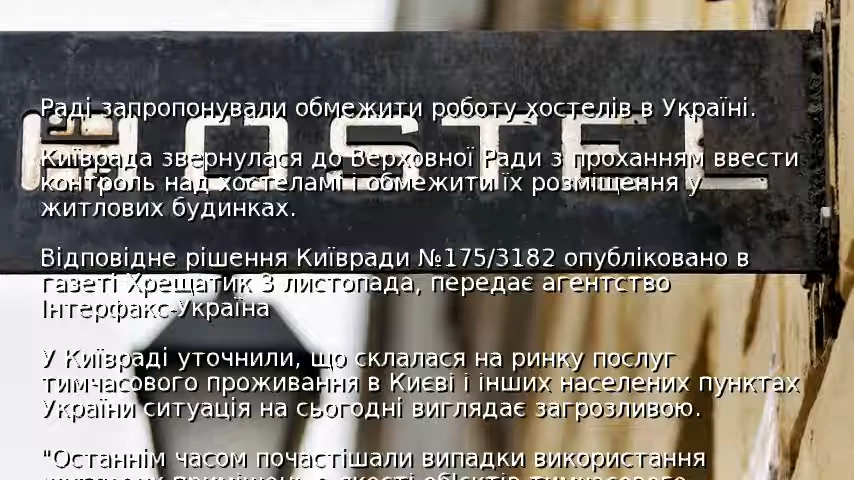 Раді запропонували обмежити роботу хостелів в Україні.
HOSTEL
Київрада звернулася до Верховної Ради з проханням ввести
контроль над хостеламі і обмежити їх розміщення у
житлових будинках.
Відповідне рішення Київради №175/3182 опубліковано в
газеті Хрещатик 3 листопада, передає агентство
Інтерфакс-Україна
У Київраді уточнили, що склалася на ринку послуг
тимчасового проживання в Києві і інших населених пунктах
України ситуація на сьогодні виглядає загрозливою.
"Останнім часом почастішали випадки використання